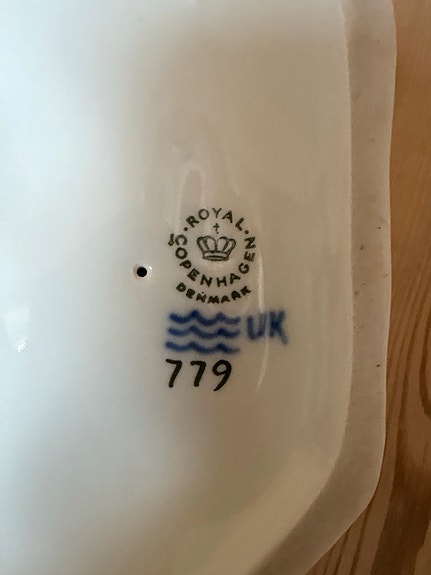 ROYAL
COPENHAGEN
DENMARK
UK
779